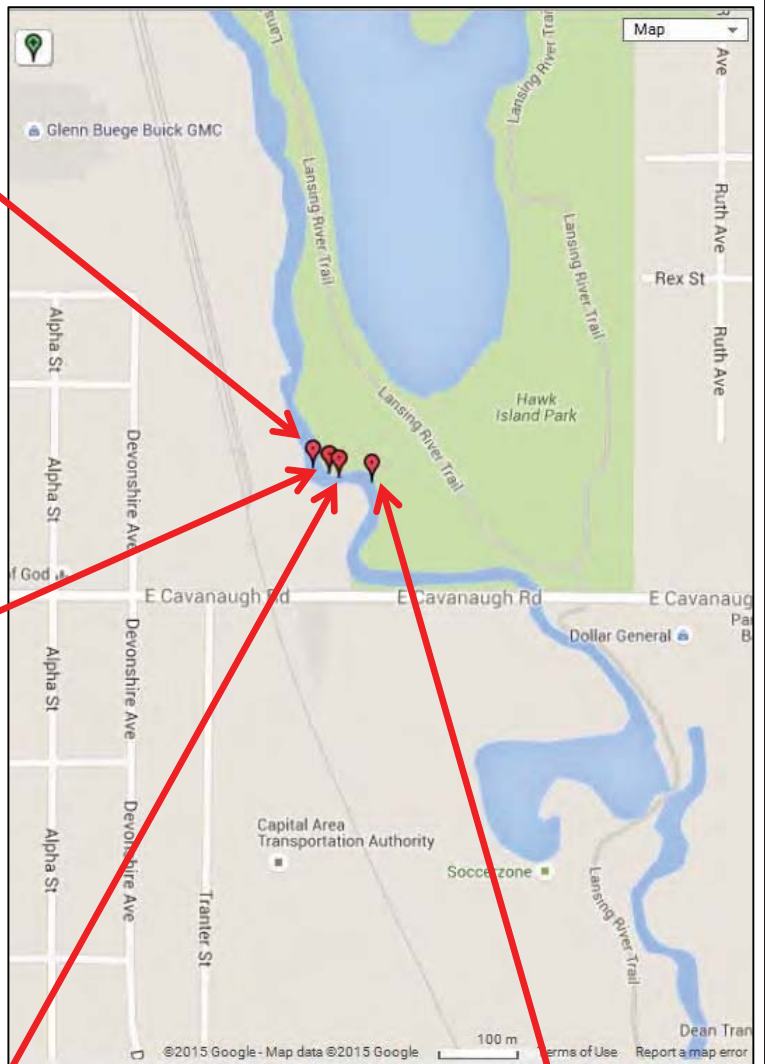 Map
Lansing River Trail
Lansing River Trail
Ave
Glenn Buege Buick GMC
Lansing River Trail
Ruth Ave
Lansing River Trail
Rex St
Alpha St
Ruth Ave
Hawk
Island Park
Lansing River Trail
Devonshire Ave
Alpha St
of God
E Cavanaugh Rd
E Cavanaugh Rd
E Cavanaug
Dollar General
Alpha St
Devonshire Ave
Capital Area
Transportation Authority
Devonshire Ave
Alpha St
Soccerzone
Tranter St
Lansing River Trail
Dean Tran
D
©2015 Google - Map data ©2015 Google
100 m
Terms of Use
Report a map error